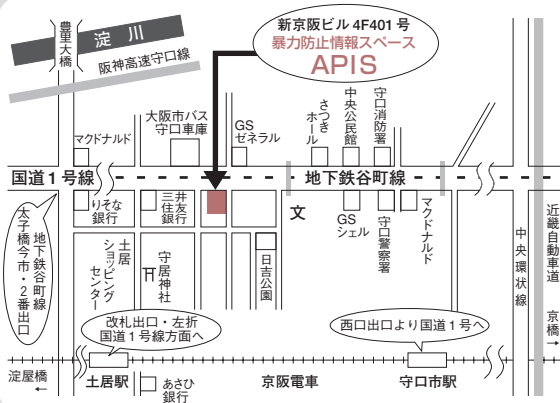 淀川
豊里大橋
阪神高速守口線
新京阪ビル 4F401 号
暴力防止情報スペース
APIS
マクドナルド
大阪市バス
守口車庫
GS
ゼネラル
さつき
ホール
中央公民館
守口消防署
国道1号線
地下鉄谷町線
りそな
銀行
三井
住友
銀行
文
GS
シェル
守口警察署
マクドナルド
地下鉄谷町線
太子橋今市・2番出口
土居
ショッピング
センター
守居神社
日吉公園
中央環状線
近畿自動車道
京橋
→
改札出口・左折
国道1号線方面へ
西口出口より国道1号へ
淀屋橋
←
土居駅
あさひ
銀行
京阪電車
守口市駅